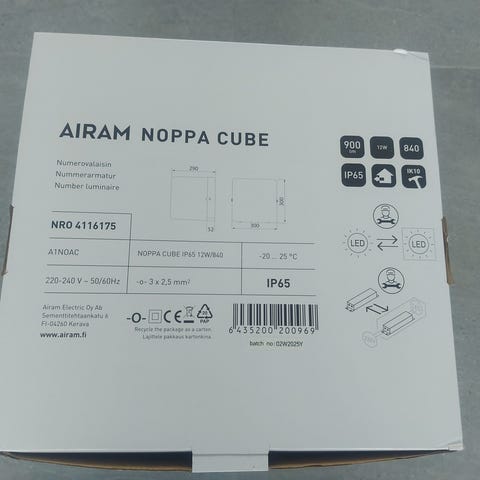 AIRAM NOPPA CUBE
Numerovalaisin
Nummerarmatur
Number luminaire
290
52
300
300
900 lm
12W
840
IP65
IK10
NRO 4116175
A1NOAC
NOPPA CUBE IP65 12W/840
-20 ... 25 °C
220-240 V ~ 50/60Hz
-o- 3 x 2,5 mm²
IP65
LED
LED
Airam Electric Oy Ab
Sementtitehtaankatu 6
FI-04260 Kerava
www.airam.fi
-O-
CE
20
PAP
Recycle the package as a carton.
Lajittele pakkaus kartonkina.
6 435200 200969
batch no: 02W2025Y